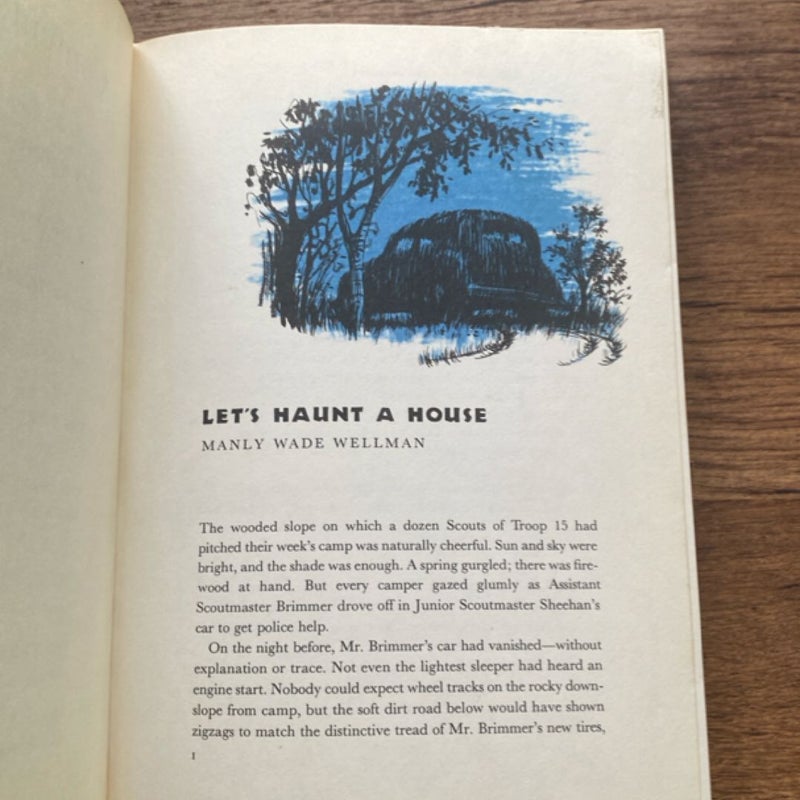 LET'S HAUNT A HOUSE
MANLY WADE WELLMAN
The wooded slope on which a dozen Scouts of Troop 15 had
pitched their week's camp was naturally cheerful. Sun and sky were
bright, and the shade was enough. A spring gurgled; there was fire-
wood at hand. But every camper gazed glumly as Assistant
Scoutmaster Brimmer drove off in Junior Scoutmaster Sheehan's
car to get police help.
On the night before, Mr. Brimmer's car had vanished—without
explanation or trace. Not even the lightest sleeper had heard an
engine start. Nobody could expect wheel tracks on the rocky down-
slope from camp, but the soft dirt road below would have shown
zigzags to match the distinctive tread of Mr. Brimmer's new tires,
1